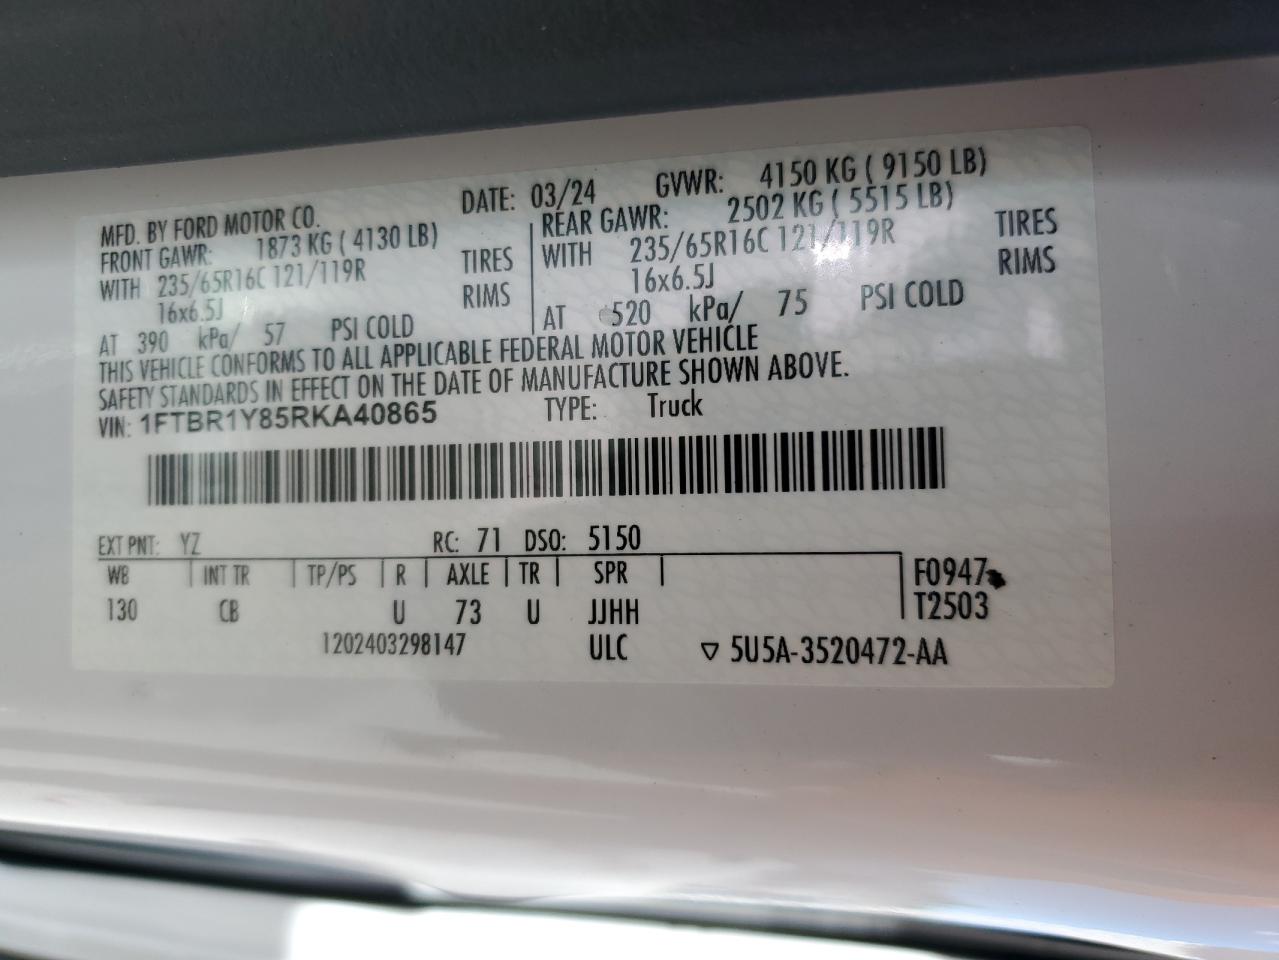 DATE: 03/24 GVWR: 4150 KG ( 9150 LB)
MFD. BY FORD MOTOR CO.
FRONT GAWR: 1873 KG ( 4130 LB)
WITH 235/65R16C 121/119R TIRES
16x6.5J RIMS
AT 390 kPa/ 57 PSI COLD
REAR GAWR: 2502 KG ( 5515 LB)
WITH 235/65R16C 121/119R TIRES
16x6.5J RIMS
AT 520 kPa/ 75 PSI COLD
THIS VEHICLE CONFORMS TO ALL APPLICABLE FEDERAL MOTOR VEHICLE
SAFETY STANDARDS IN EFFECT ON THE DATE OF MANUFACTURE SHOWN ABOVE.
VIN: 1FTBR1Y85RKA40865 TYPE: Truck
EXT PNT: YZ RC: 71 DSO: 5150
WB INT TR TP/PS R AXLE TR SPR F0947
130 CB U 73 U JJHH T2503
1202403298147 ULC ▽ 5U5A-3520472-AA